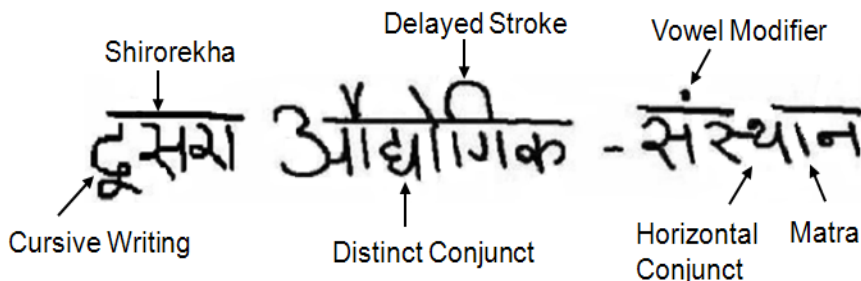 Delayed Stroke
Vowel Modifier
Shirorekha
दूसरा औद्योगिक - संस्थान
Cursive Writing
Distinct Conjunct
Horizontal Conjunct
Matra